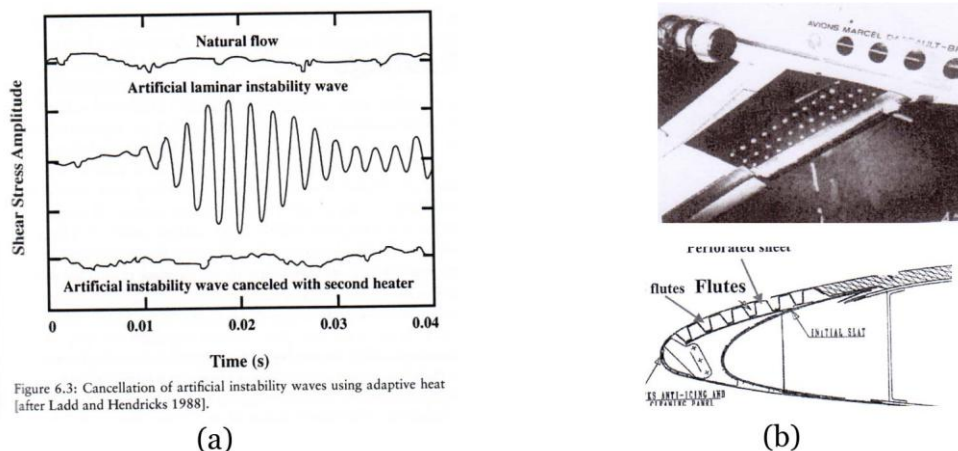 Shear Stress Amplitude
Natural flow
Artificial laminar instability wave
Artificial instability wave canceled with second heater
0 0.01 0.02 0.03 0.04
Time (s)
Figure 6.3: Cancellation of artificial instability waves using adaptive heat
[after Ladd and Hendricks 1988].
(a)
AVIONS MARCEL
Perforated sheet
flutes Flutes
INITIAL SLAT
ANTI-ICING AND
CLEANING PANEL
(b)